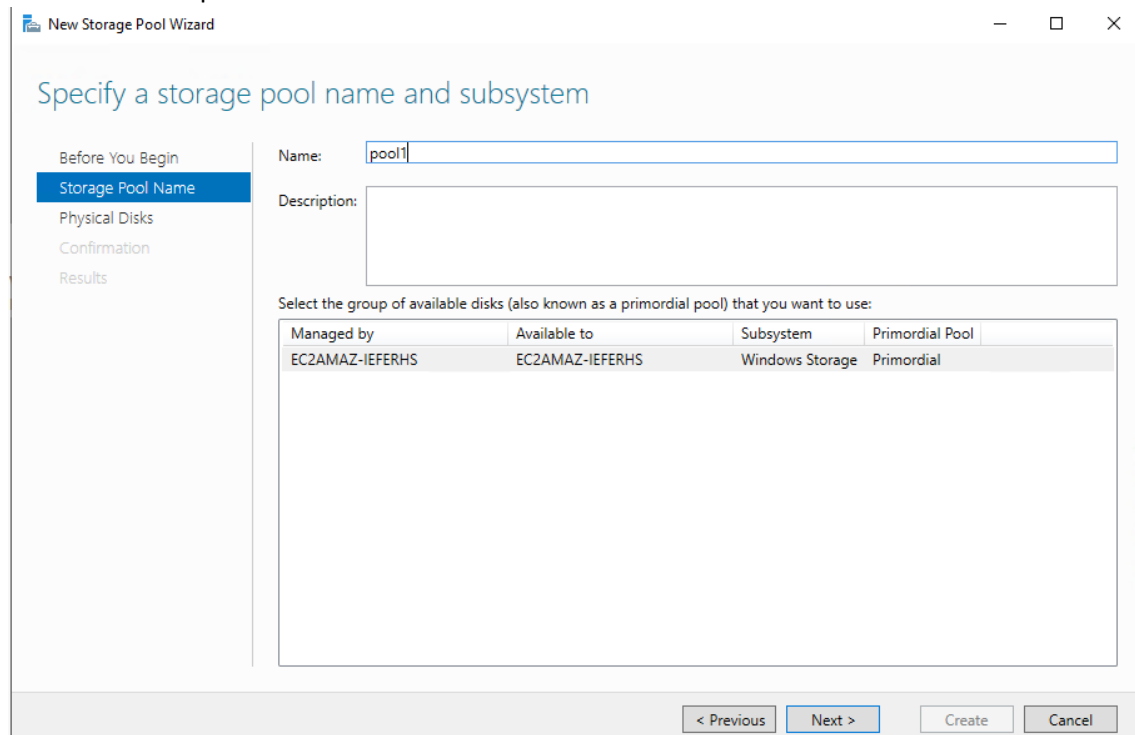 New Storage Pool Wizard
Specify a storage pool name and subsystem
Before You Begin
Storage Pool Name
Physical Disks
Confirmation
Results
Name: pool1
Description:
Select the group of available disks (also known as a primordial pool) that you want to use:
Managed by Available to Subsystem Primordial Pool
EC2AMAZ-IEFERHS EC2AMAZ-IEFERHS Windows Storage Primordial
< Previous Next > Create Cancel